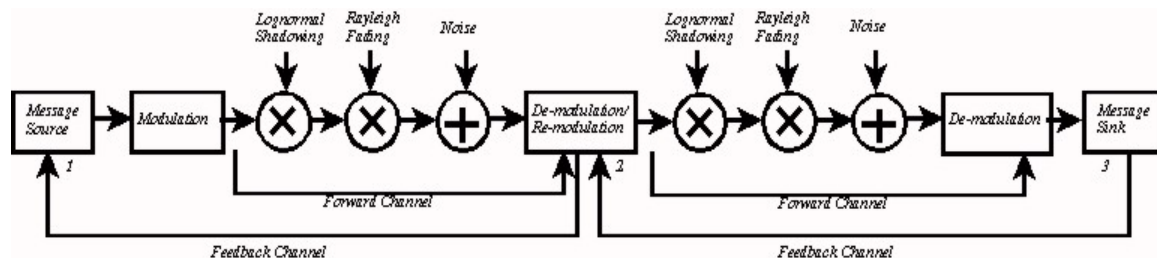 Lognormal
Shadowing
Rayleigh
Fading
Noise
Lognormal
Shadowing
Rayleigh
Fading
Noise
Message
Source
Modulation
De-modulation/
Re-modulation
De-modulation
Message
Sink
1
2
3
Forward Channel
Forward Channel
Feedback Channel
Feedback Channel